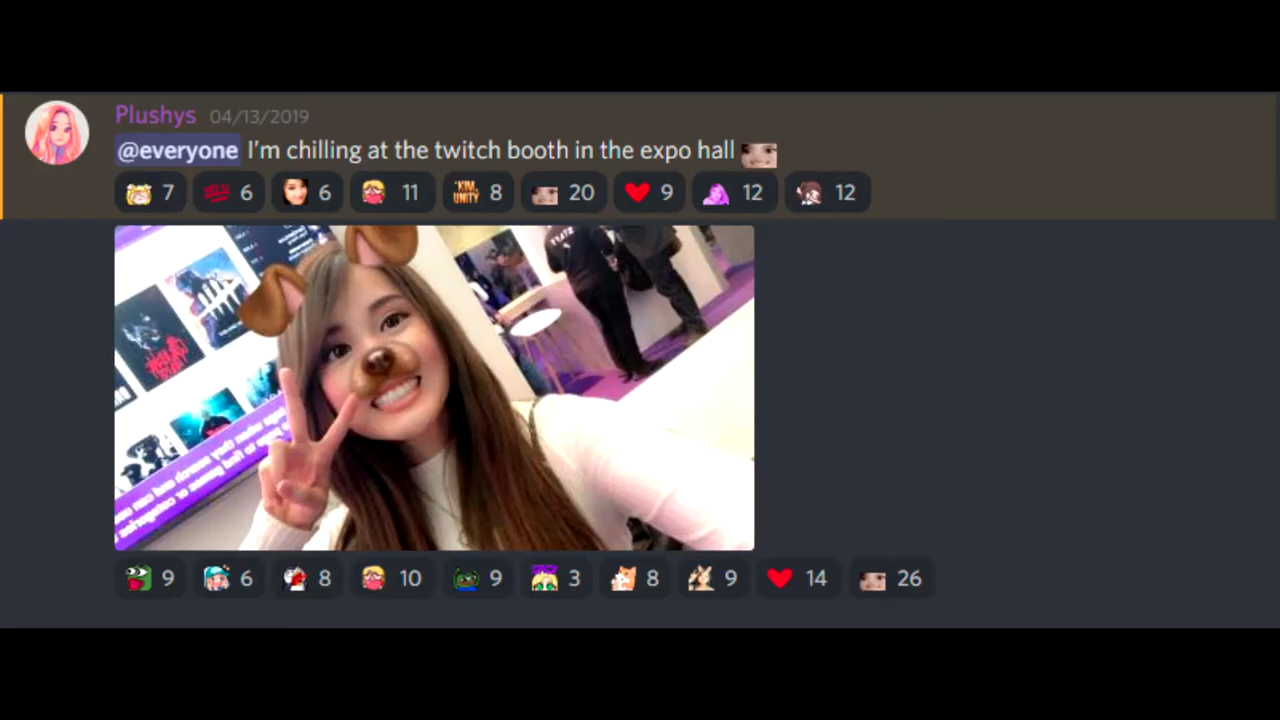 Plushys 04/13/2019
@everyone I'm chilling at the twitch booth in the expo hall
7 6 6 11 KIM, UNITY 8 20 9 12 12
9 6 8 10 9 3 8 9 14 26